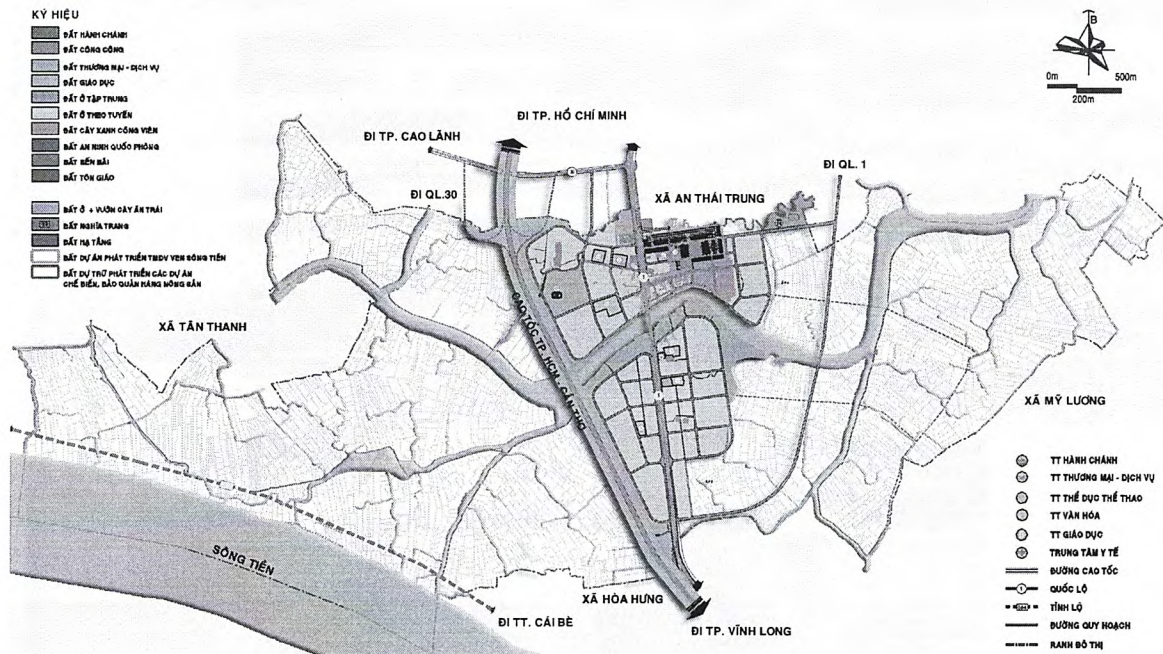 KÝ HIỆU
ĐẤT HÀNH CHÁNH
ĐẤT CÔNG CỘNG
ĐẤT THƯƠNG MẠI - DỊCH VỤ
ĐẤT GIÁO DỤC
ĐẤT Ở TẬP TRUNG
ĐẤT Ở THEO TUYẾN
ĐẤT CÂY XANH CÔNG VIÊN
ĐẤT AN NINH QUỐC PHÒNG
ĐẤT BẾN BÃI
ĐẤT TÔN GIÁO
ĐẤT Ở + VƯỜN CÂY ĂN TRÁI
ĐẤT NGHĨA TRANG
ĐẤT HẠ TẦNG
ĐẤT DỰ ÁN PHÁT TRIỂN TMDV VEN SÔNG TIỀN
ĐẤT DỰ TRỮ PHÁT TRIỂN CÁC DỰ ÁN
CHẾ BIẾN, BẢO QUẢN HÀNG NÔNG SẢN
B
0m 500m
200m
ĐI TP. HỒ CHÍ MINH
ĐI TP. CAO LÃNH
ĐI QL. 1
ĐI QL.30
XÃ AN THÁI TRUNG
CAO TỐC TP. HCM - CẦN THƠ
XÃ TÂN THANH
XÃ MỸ LƯƠNG
SÔNG TIỀN
XÃ HÒA HƯNG
ĐI TT. CÁI BÈ
ĐI TP. VĨNH LONG
1
1
TT HÀNH CHÁNH
TT THƯƠNG MẠI - DỊCH VỤ
TT THỂ DỤC THỂ THAO
TT VĂN HÓA
TT GIÁO DỤC
TRUNG TÂM Y TẾ
ĐƯỜNG CAO TỐC
1 QUỐC LỘ
TỈNH LỘ
ĐƯỜNG QUY HOẠCH
RANH ĐÔ THỊ